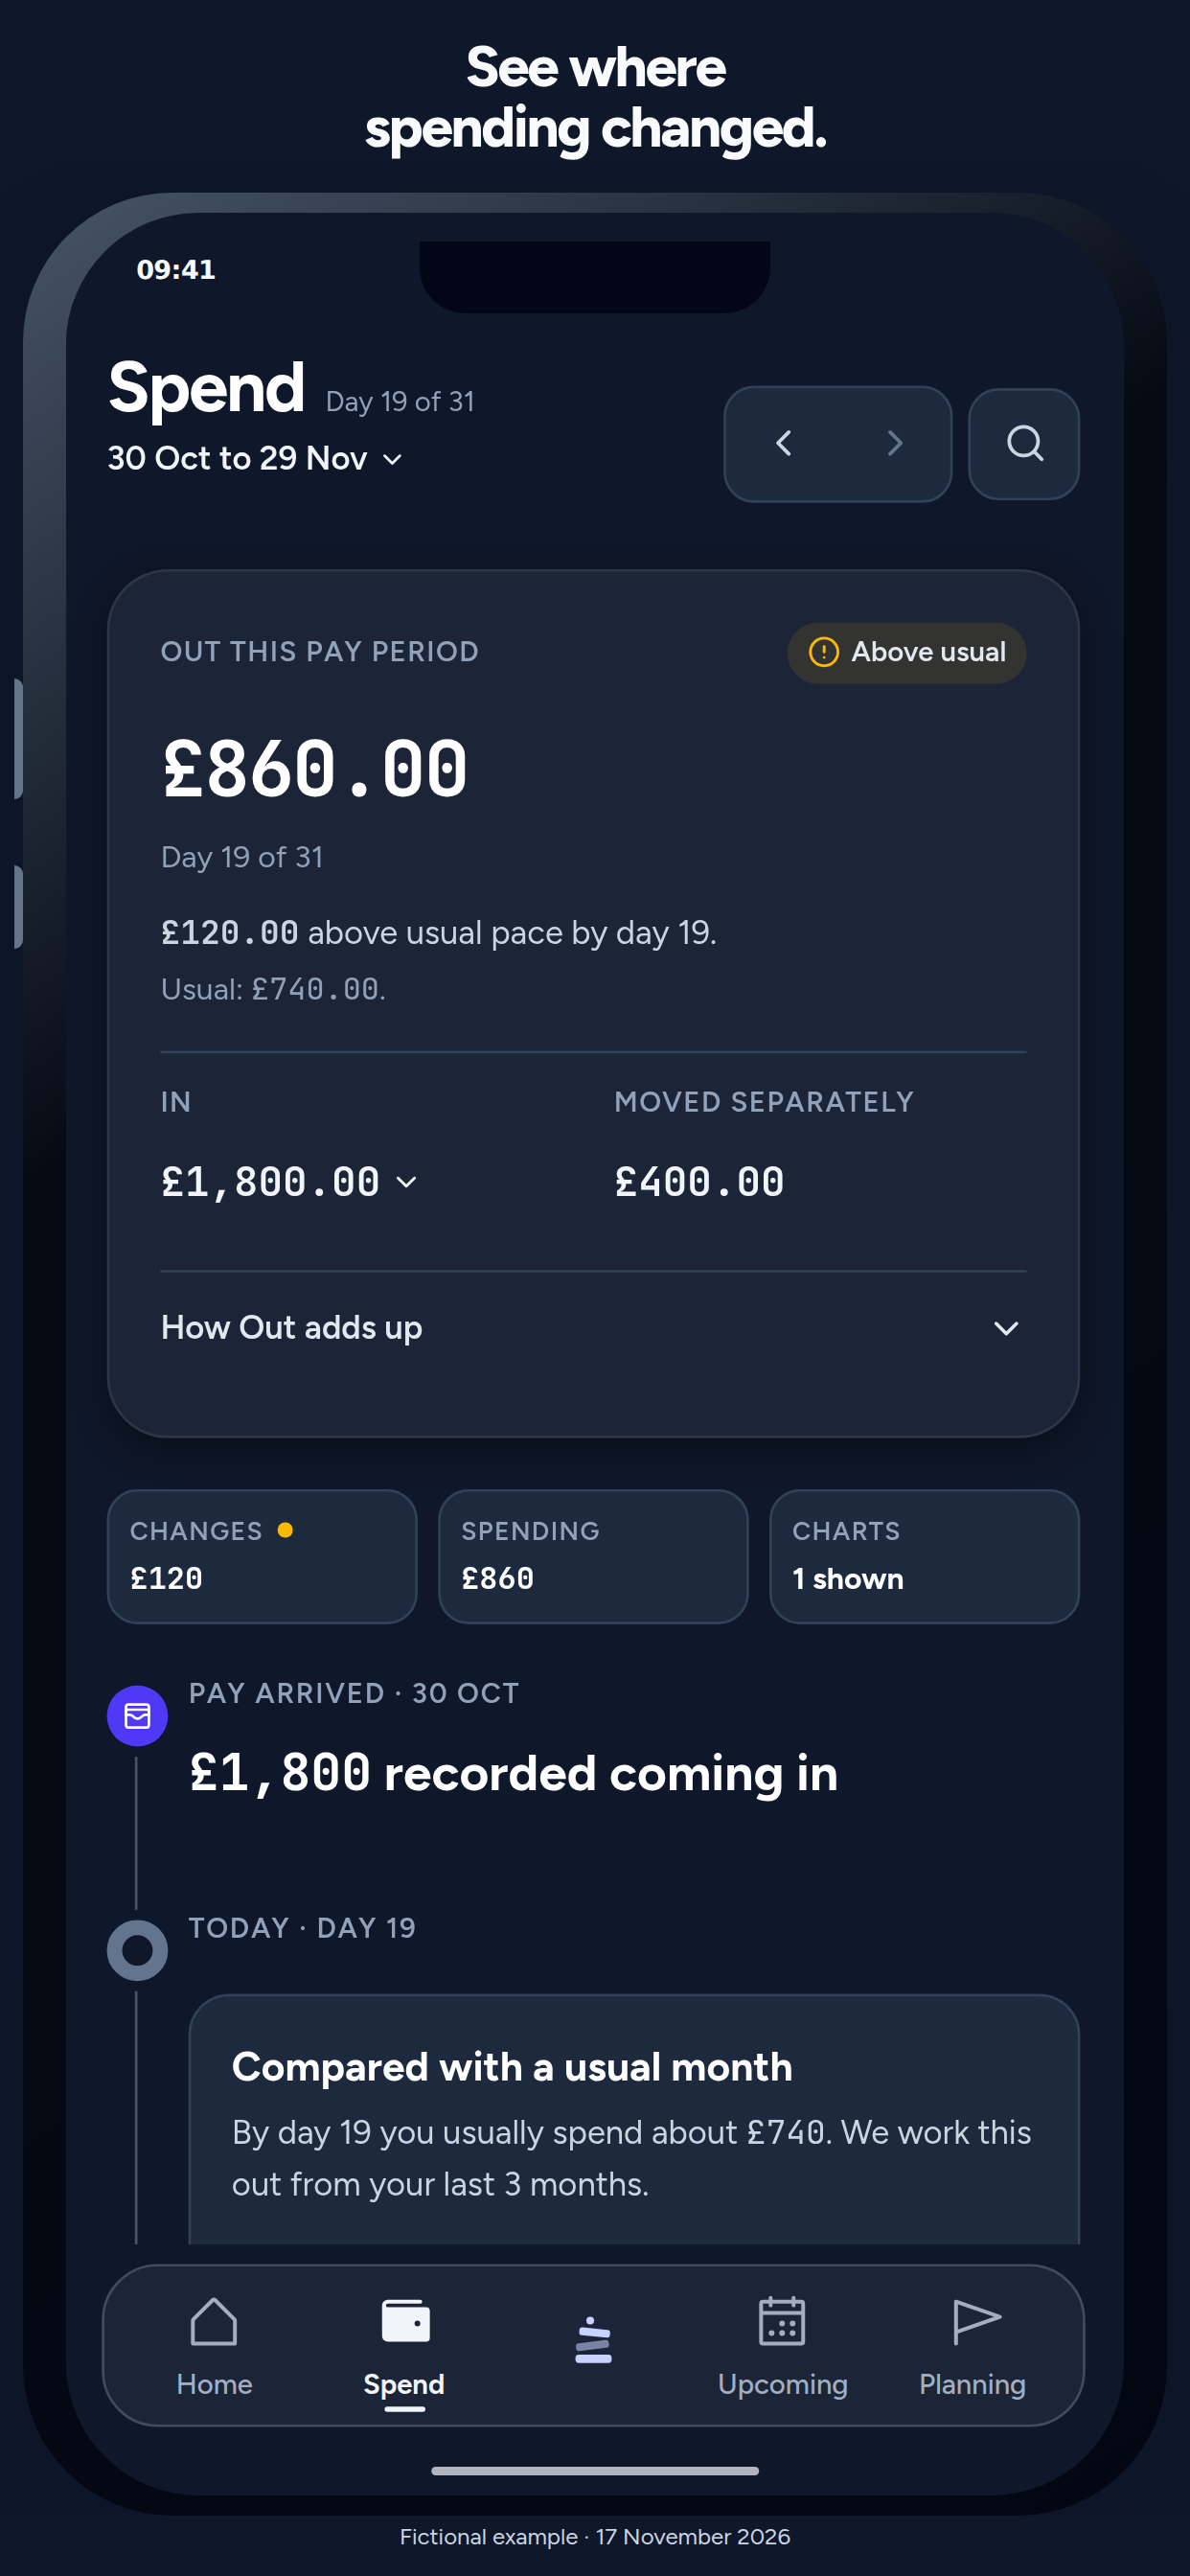 See where
spending changed.
09:41
Spend Day 19 of 31
30 Oct to 29 Nov
OUT THIS PAY PERIOD
Above usual
£860.00
Day 19 of 31
£120.00 above usual pace by day 19.
Usual: £740.00.
IN
MOVED SEPARATELY
£1,800.00
£400.00
How Out adds up
CHANGES
£120
SPENDING
£860
CHARTS
1 shown
PAY ARRIVED · 30 OCT
£1,800 recorded coming in
TODAY · DAY 19
Compared with a usual month
By day 19 you usually spend about £740. We work this
out from your last 3 months.
Home
Spend
Upcoming
Planning
Fictional example · 17 November 2026